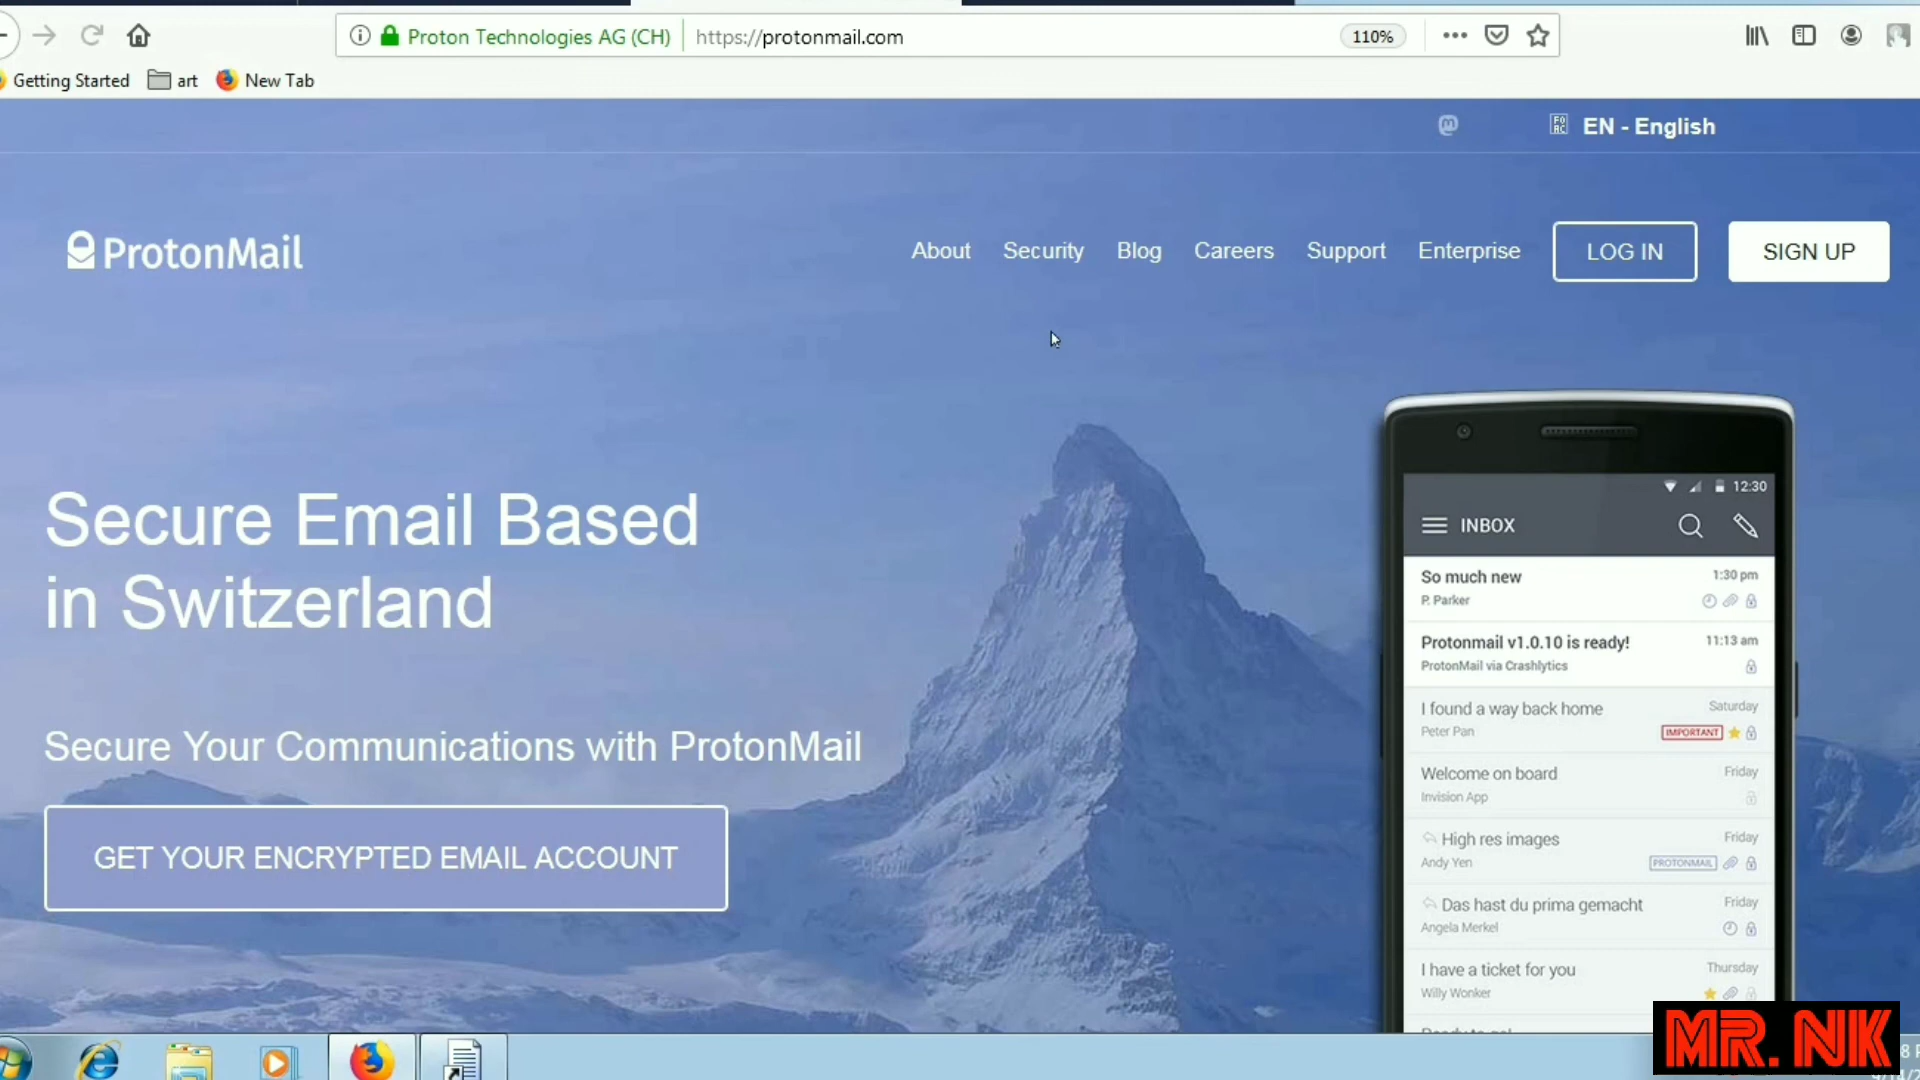 Proton Technologies AG (CH)
https://protonmail.com
110%
Getting Started
art
New Tab
EN - English
ProtonMail
About
Security
Blog
Careers
Support
Enterprise
LOG IN
SIGN UP
Secure Email Based
in Switzerland
Secure Your Communications with ProtonMail
GET YOUR ENCRYPTED EMAIL ACCOUNT
12:30
INBOX
So much new
1:30 pm
P. Parker
Protonmail v1.0.10 is ready!
11:13 am
ProtonMail via Crashlytics
I found a way back home
Saturday
Peter Pan
IMPORTANT
Welcome on board
Friday
Invision App
High res images
Friday
Andy Yen
PROTONMAIL
Das hast du prima gemacht
Friday
Angela Merkel
I have a ticket for you
Thursday
Willy Wonker
MR. NK